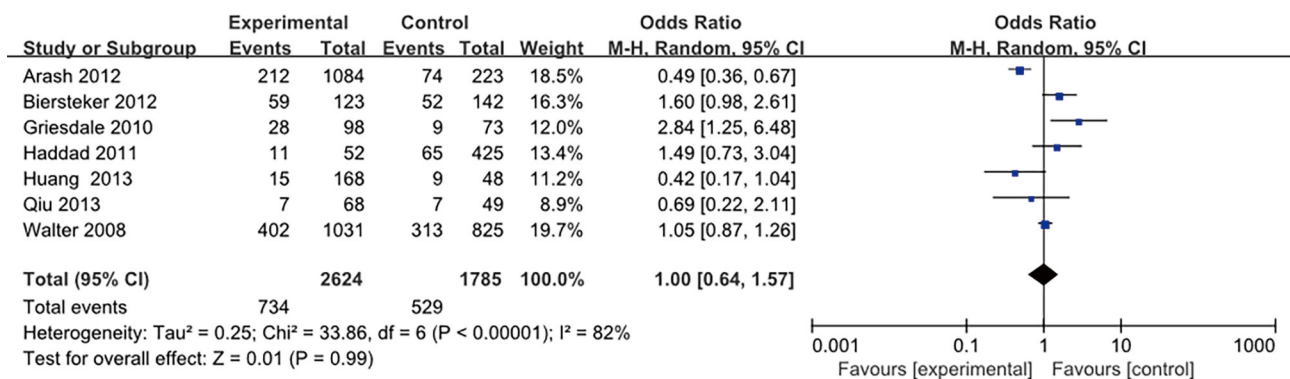 Experimental Control Odds Ratio Odds Ratio
Study or Subgroup Events Total Events Total Weight M-H, Random, 95% CI M-H, Random, 95% CI
Arash 2012 212 1084 74 223 18.5% 0.49 [0.36, 0.67]
Biersteker 2012 59 123 52 142 16.3% 1.60 [0.98, 2.61]
Griesdale 2010 28 98 9 73 12.0% 2.84 [1.25, 6.48]
Haddad 2011 11 52 65 425 13.4% 1.49 [0.73, 3.04]
Huang 2013 15 168 9 48 11.2% 0.42 [0.17, 1.04]
Qiu 2013 7 68 7 49 8.9% 0.69 [0.22, 2.11]
Walter 2008 402 1031 313 825 19.7% 1.05 [0.87, 1.26]
Total (95% CI) 2624 1785 100.0% 1.00 [0.64, 1.57]
Total events 734 529
Heterogeneity: Tau² = 0.25; Chi² = 33.86, df = 6 (P < 0.00001); I² = 82%
Test for overall effect: Z = 0.01 (P = 0.99)
0.001 0.1 1 10 1000
Favours [experimental] Favours [control]